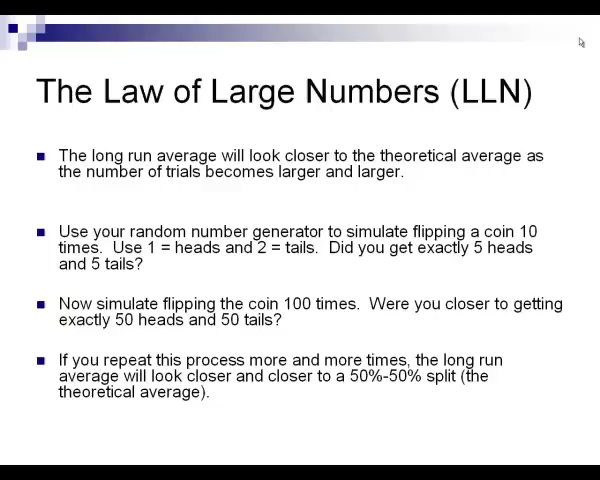 The Law of Large Numbers (LLN)
The long run average will look closer to the theoretical average as
the number of trials becomes larger and larger.
Use your random number generator to simulate flipping a coin 10
times.  Use 1 = heads and 2 = tails.  Did you get exactly 5 heads
and 5 tails?
Now simulate flipping the coin 100 times.  Were you closer to getting
exactly 50 heads and 50 tails?
If you repeat this process more and more times, the long run
average will look closer and closer to a 50%-50% split (the
theoretical average).